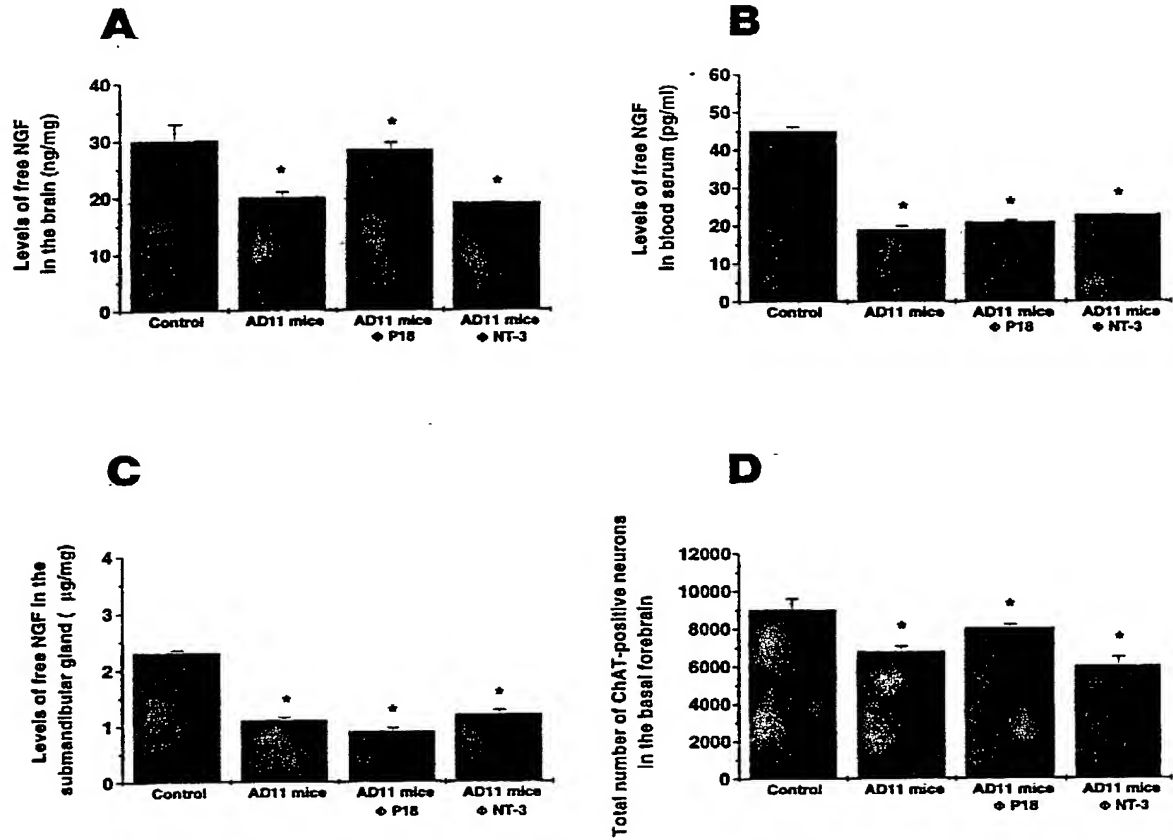 A
Levels of free NGF
In the brain (ng/mg)
40
30
20
10
0
*
*
*
Control
AD11 mice
AD11 mice
Φ P18
AD11 mice
Φ NT-3
B
Levels of free NGF
In blood serum (pg/ml)
60
50
40
30
20
10
0
*
*
*
Control
AD11 mice
AD11 mice
Φ P18
AD11 mice
Φ NT-3
C
Levels of free NGF in the
submandibular gland ( µg/mg)
4
3
2
1
0
*
*
*
Control
AD11 mice
AD11 mice
Φ P18
AD11 mice
Φ NT-3
D
Total number of ChAT-positive neurons
In the basal forebrain
12000
10000
8000
6000
4000
2000
0
*
*
*
Control
AD11 mice
AD11 mice
Φ P18
AD11 mice
Φ NT-3